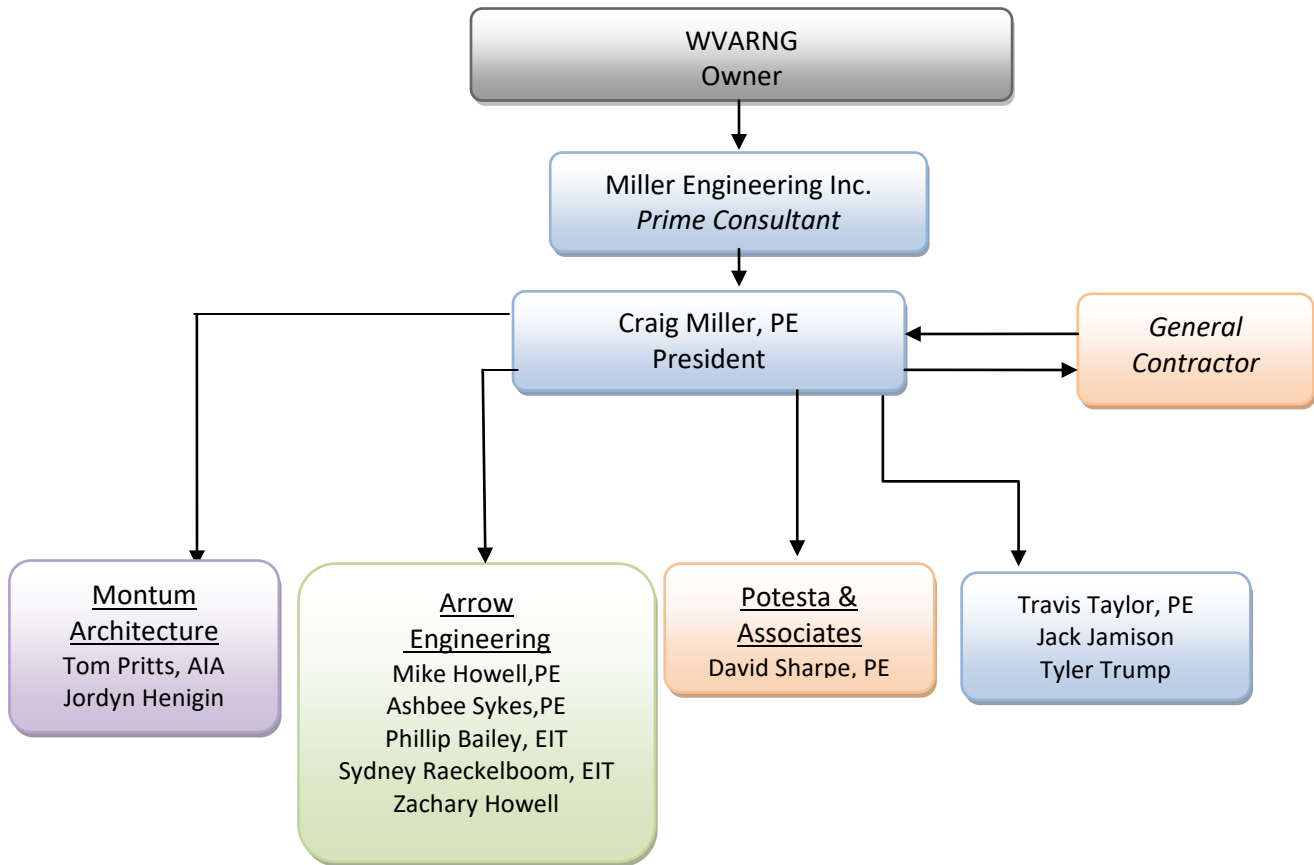 WVARNG
Owner
Miller Engineering Inc.
Prime Consultant
Craig Miller, PE
President
General
Contractor
Montum
Architecture
Tom Pritts, AIA
Jordyn Henigin
Arrow
Engineering
Mike Howell,PE
Ashbee Sykes,PE
Phillip Bailey, EIT
Sydney Raeckelboom, EIT
Zachary Howell
Potesta &
Associates
David Sharpe, PE
Travis Taylor, PE
Jack Jamison
Tyler Trump